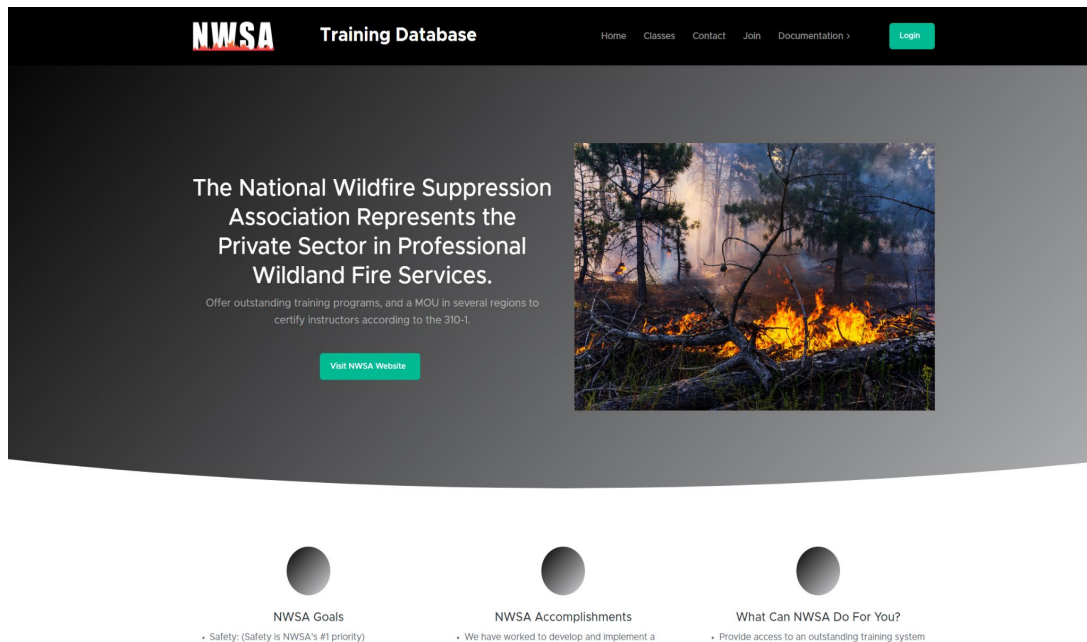 NWSA
Training Database
Home Classes Contact Join Documentation ›
Login
The National Wildfire Suppression
Association Represents the
Private Sector in Professional
Wildland Fire Services.
Offer outstanding training programs, and a MOU in several regions to
certify instructors according to the 310-1.
Visit NWSA Website
NWSA Goals
• Safety: (Safety is NWSA's #1 priority)
NWSA Accomplishments
• We have worked to develop and implement a
What Can NWSA Do For You?
• Provide access to an outstanding training system